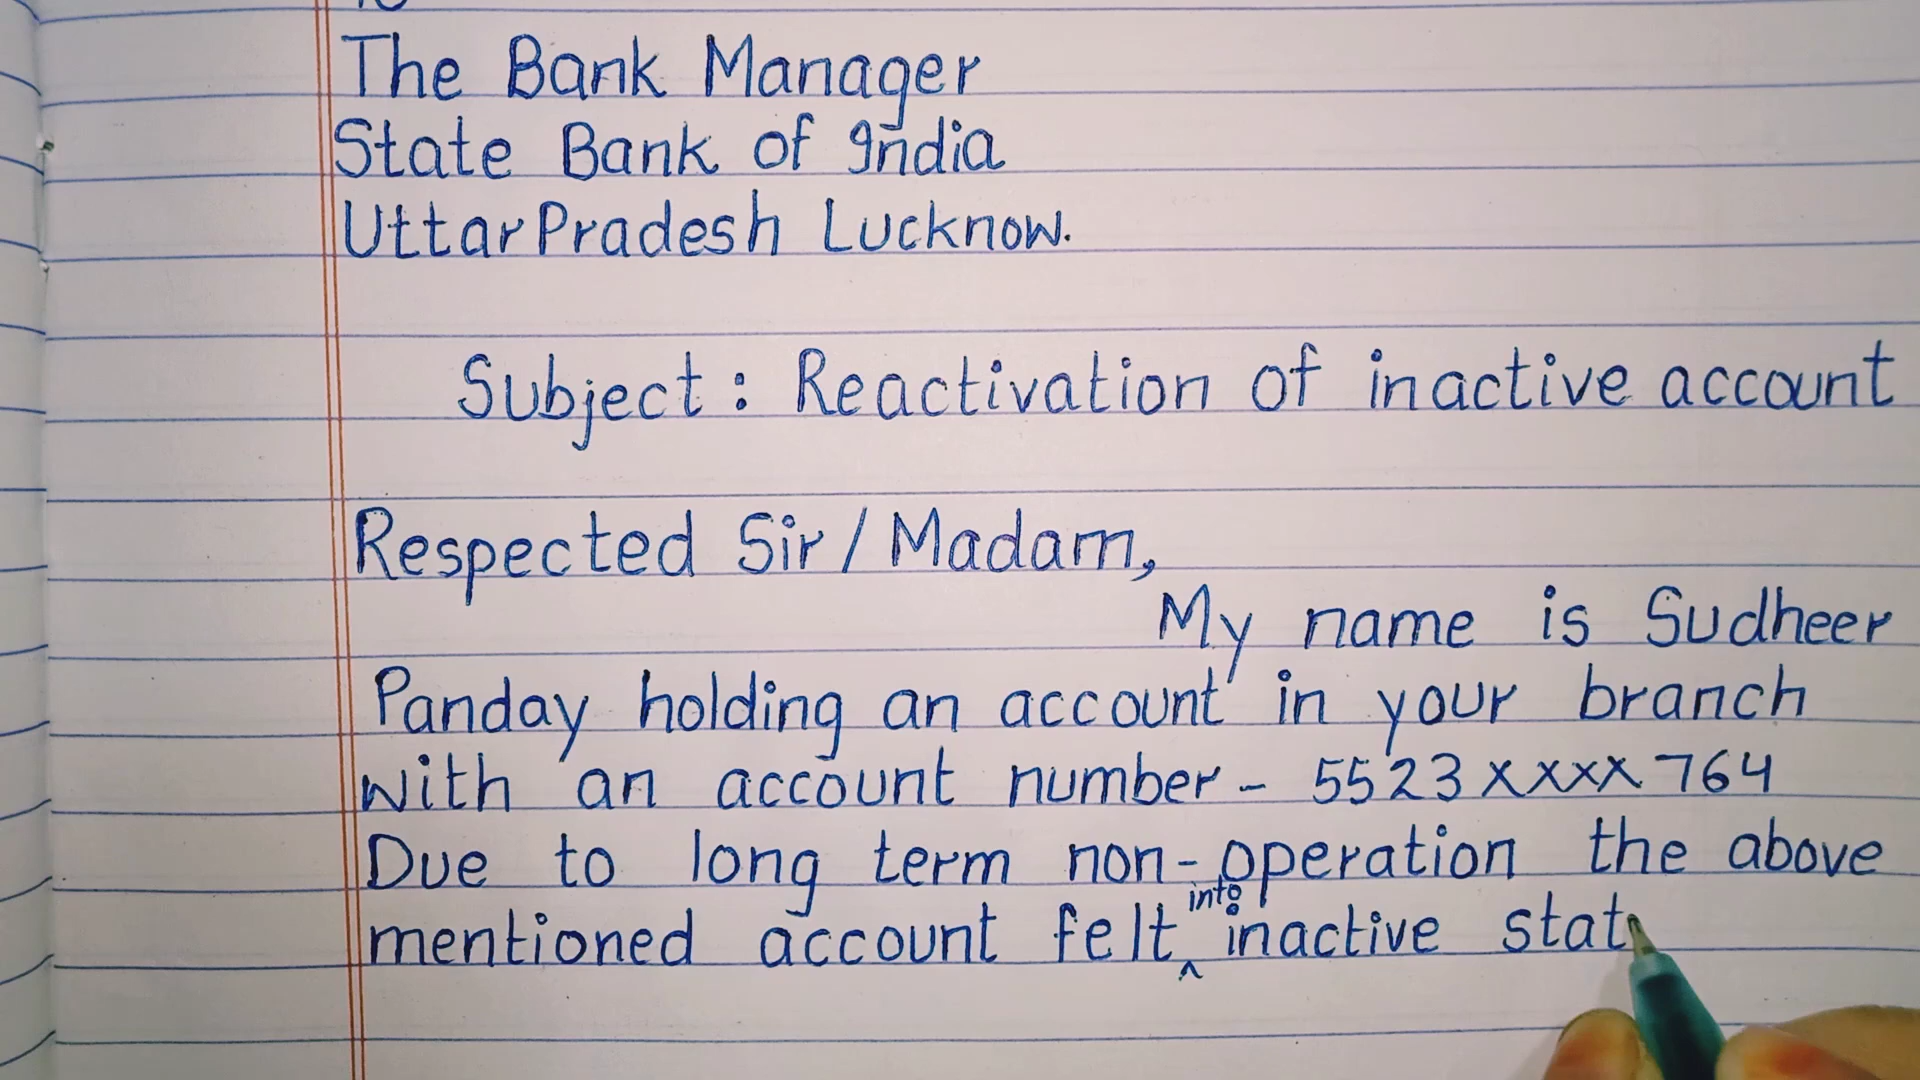 The Bank Manager
State Bank of India
Uttar Pradesh Lucknow.
Subject : Reactivation of inactive account
Respected Sir / Madam,
My name is Sudheer
Panday holding an account in your branch
with an account number - 5523XXXX764
Due to long term non-operation the above
mentioned account felt into inactive stat